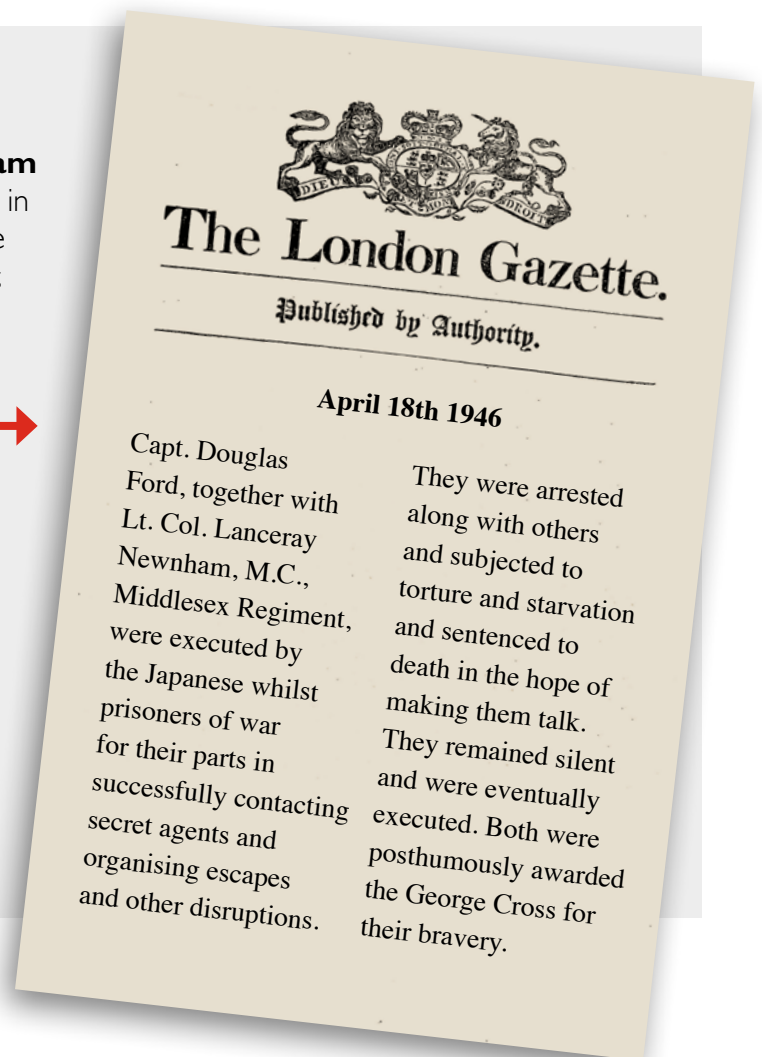 am
in
DIEU
MON
DROIT
The London Gazette.
Published by Authority.
April 18th 1946
Capt. Douglas
Ford, together with
Lt. Col. Lanceray
Newnham, M.C.,
Middlesex Regiment,
were executed by
the Japanese whilst
prisoners of war
for their parts in
successfully contacting
secret agents and
organising escapes
and other disruptions.
They were arrested
along with others
and subjected to
torture and starvation
and sentenced to
death in the hope of
making them talk.
They remained silent
and were eventually
executed. Both were
posthumously awarded
the George Cross for
their bravery.